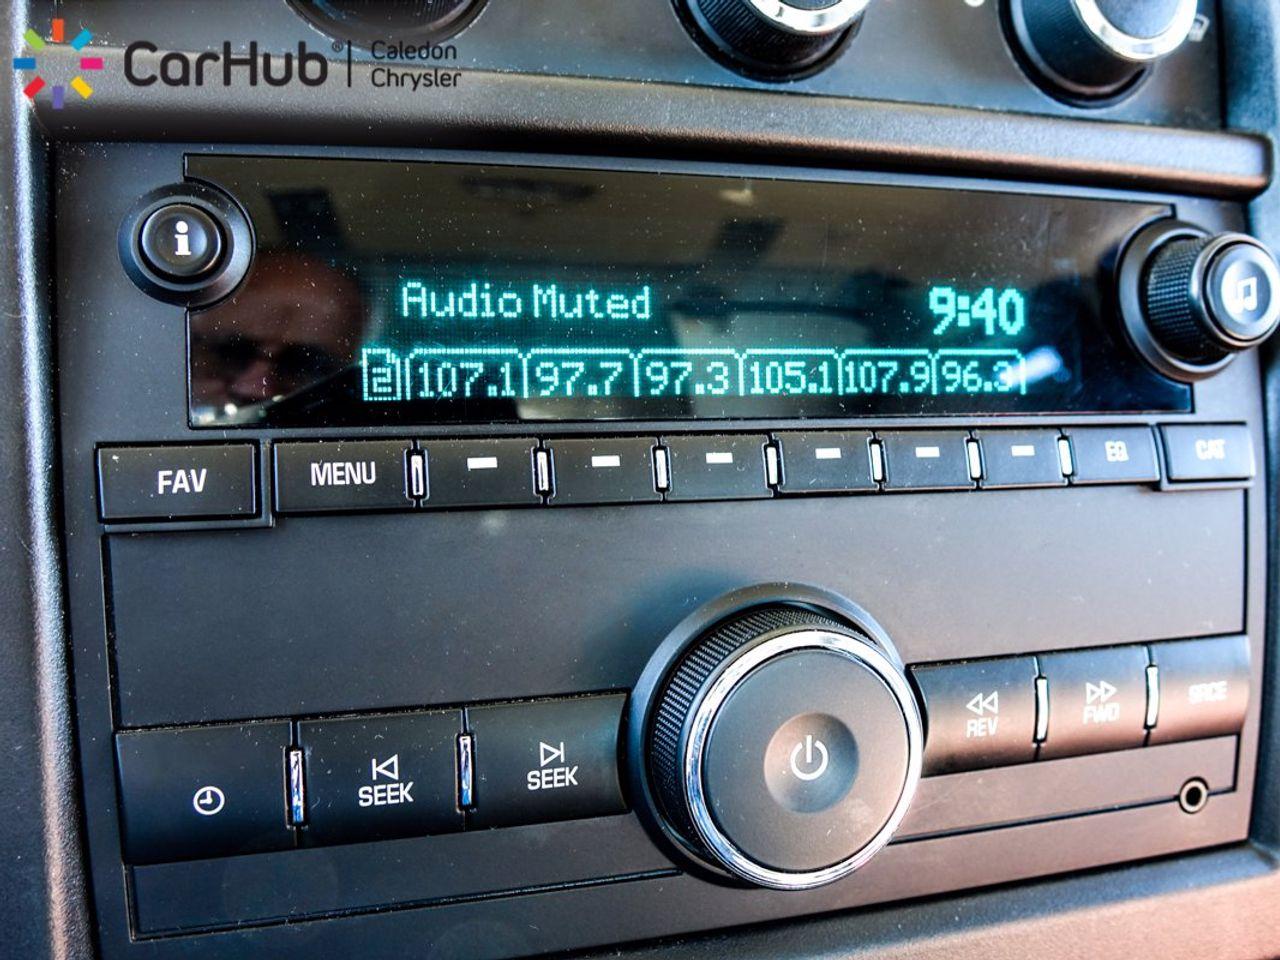 CarHub® | Caledon
Chrysler
i
Audio Muted 9:40
2 107.1 97.7 97.3 105.1 107.9 96.3
FAV MENU EQ CAT
REV FWD SRCE
SEEK SEEK